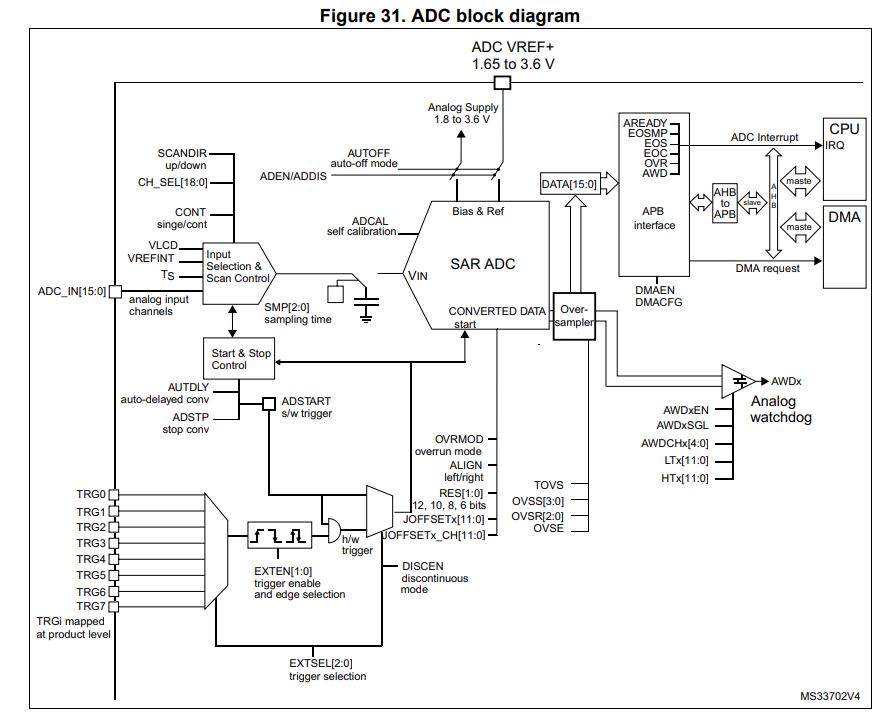 Figure 31. ADC block diagram
ADC VREF+
1.65 to 3.6 V
Analog Supply
1.8 to 3.6 V
AUTOFF
auto-off mode
ADEN/ADDIS
SCANDIR
up/down
CH_SEL[18:0]
CONT
singe/cont
VLCD
VREFINT
TS
ADC_IN[15:0]
analog input
channels
Input
Selection &
Scan Control
SMP[2:0]
sampling time
ADCAL
self calibration
Bias & Ref
SAR ADC
VIN
CONVERTED DATA
start
DATA[15:0]
Over-
sampler
AREADY
EOSMP
EOS
EOC
OVR
AWD
APB
interface
DMAEN
DMACFG
ADC Interrupt
AHB
to
APB
slave
A
H
B
maste
maste
CPU
IRQ
DMA
DMA request
Start & Stop
Control
AUTDLY
auto-delayed conv
ADSTP
stop conv
ADSTART
s/w trigger
AWDx
Analog
watchdog
AWDxEN
AWDxSGL
AWDCHx[4:0]
LTx[11:0]
HTx[11:0]
OVRMOD
overrun mode
ALIGN
left/right
RES[1:0]
12, 10, 8, 6 bits
JOFFSETx[11:0]
JOFFSETx_CH[11:0]
TOVS
OVSS[3:0]
OVSR[2:0]
OVSE
TRG0
TRG1
TRG2
TRG3
TRG4
TRG5
TRG6
TRG7
TRGi mapped
at product level
EXTEN[1:0]
trigger enable
and edge selection
h/w
trigger
DISCEN
discontinuous
mode
EXTSEL[2:0]
trigger selection
MS33702V4